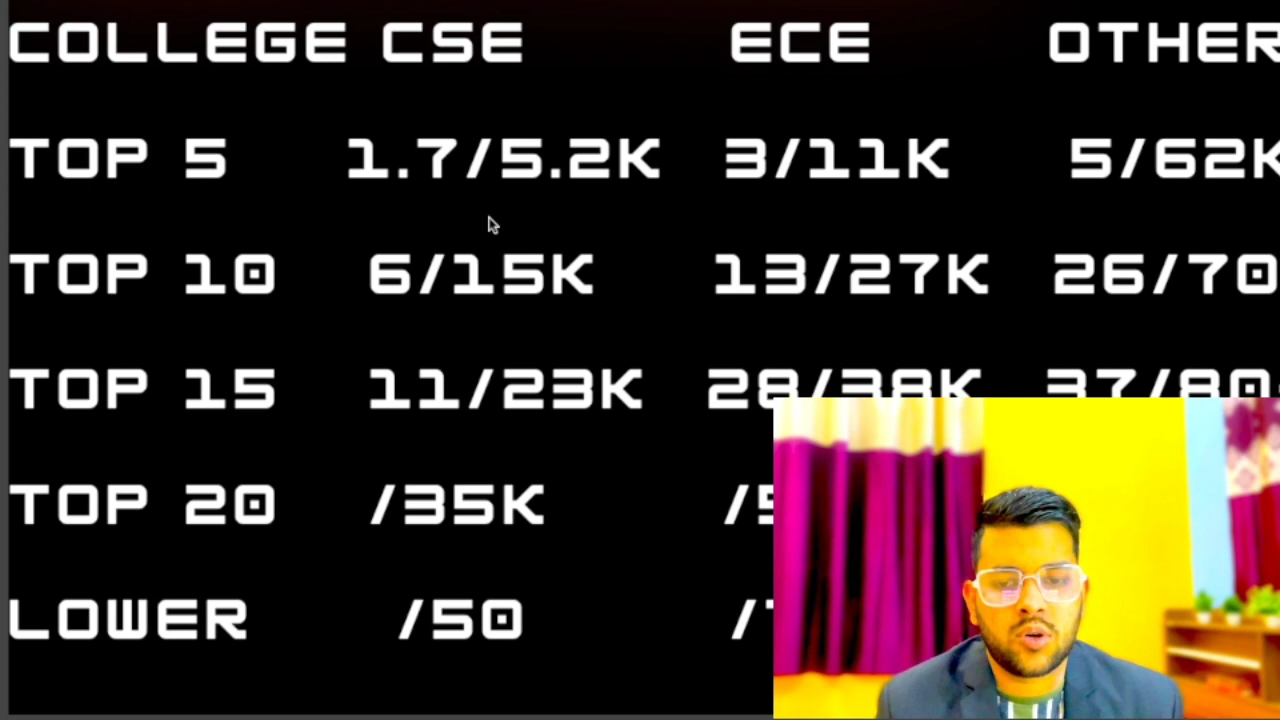 COLLEGE CSE ECE OTHER
TOP 5 1.7/5.2K 3/11K 5/62K
TOP 10 6/15K 13/27K 26/70
TOP 15 11/23K 28/38K 37/80
TOP 20 /35K /5
LOWER /50